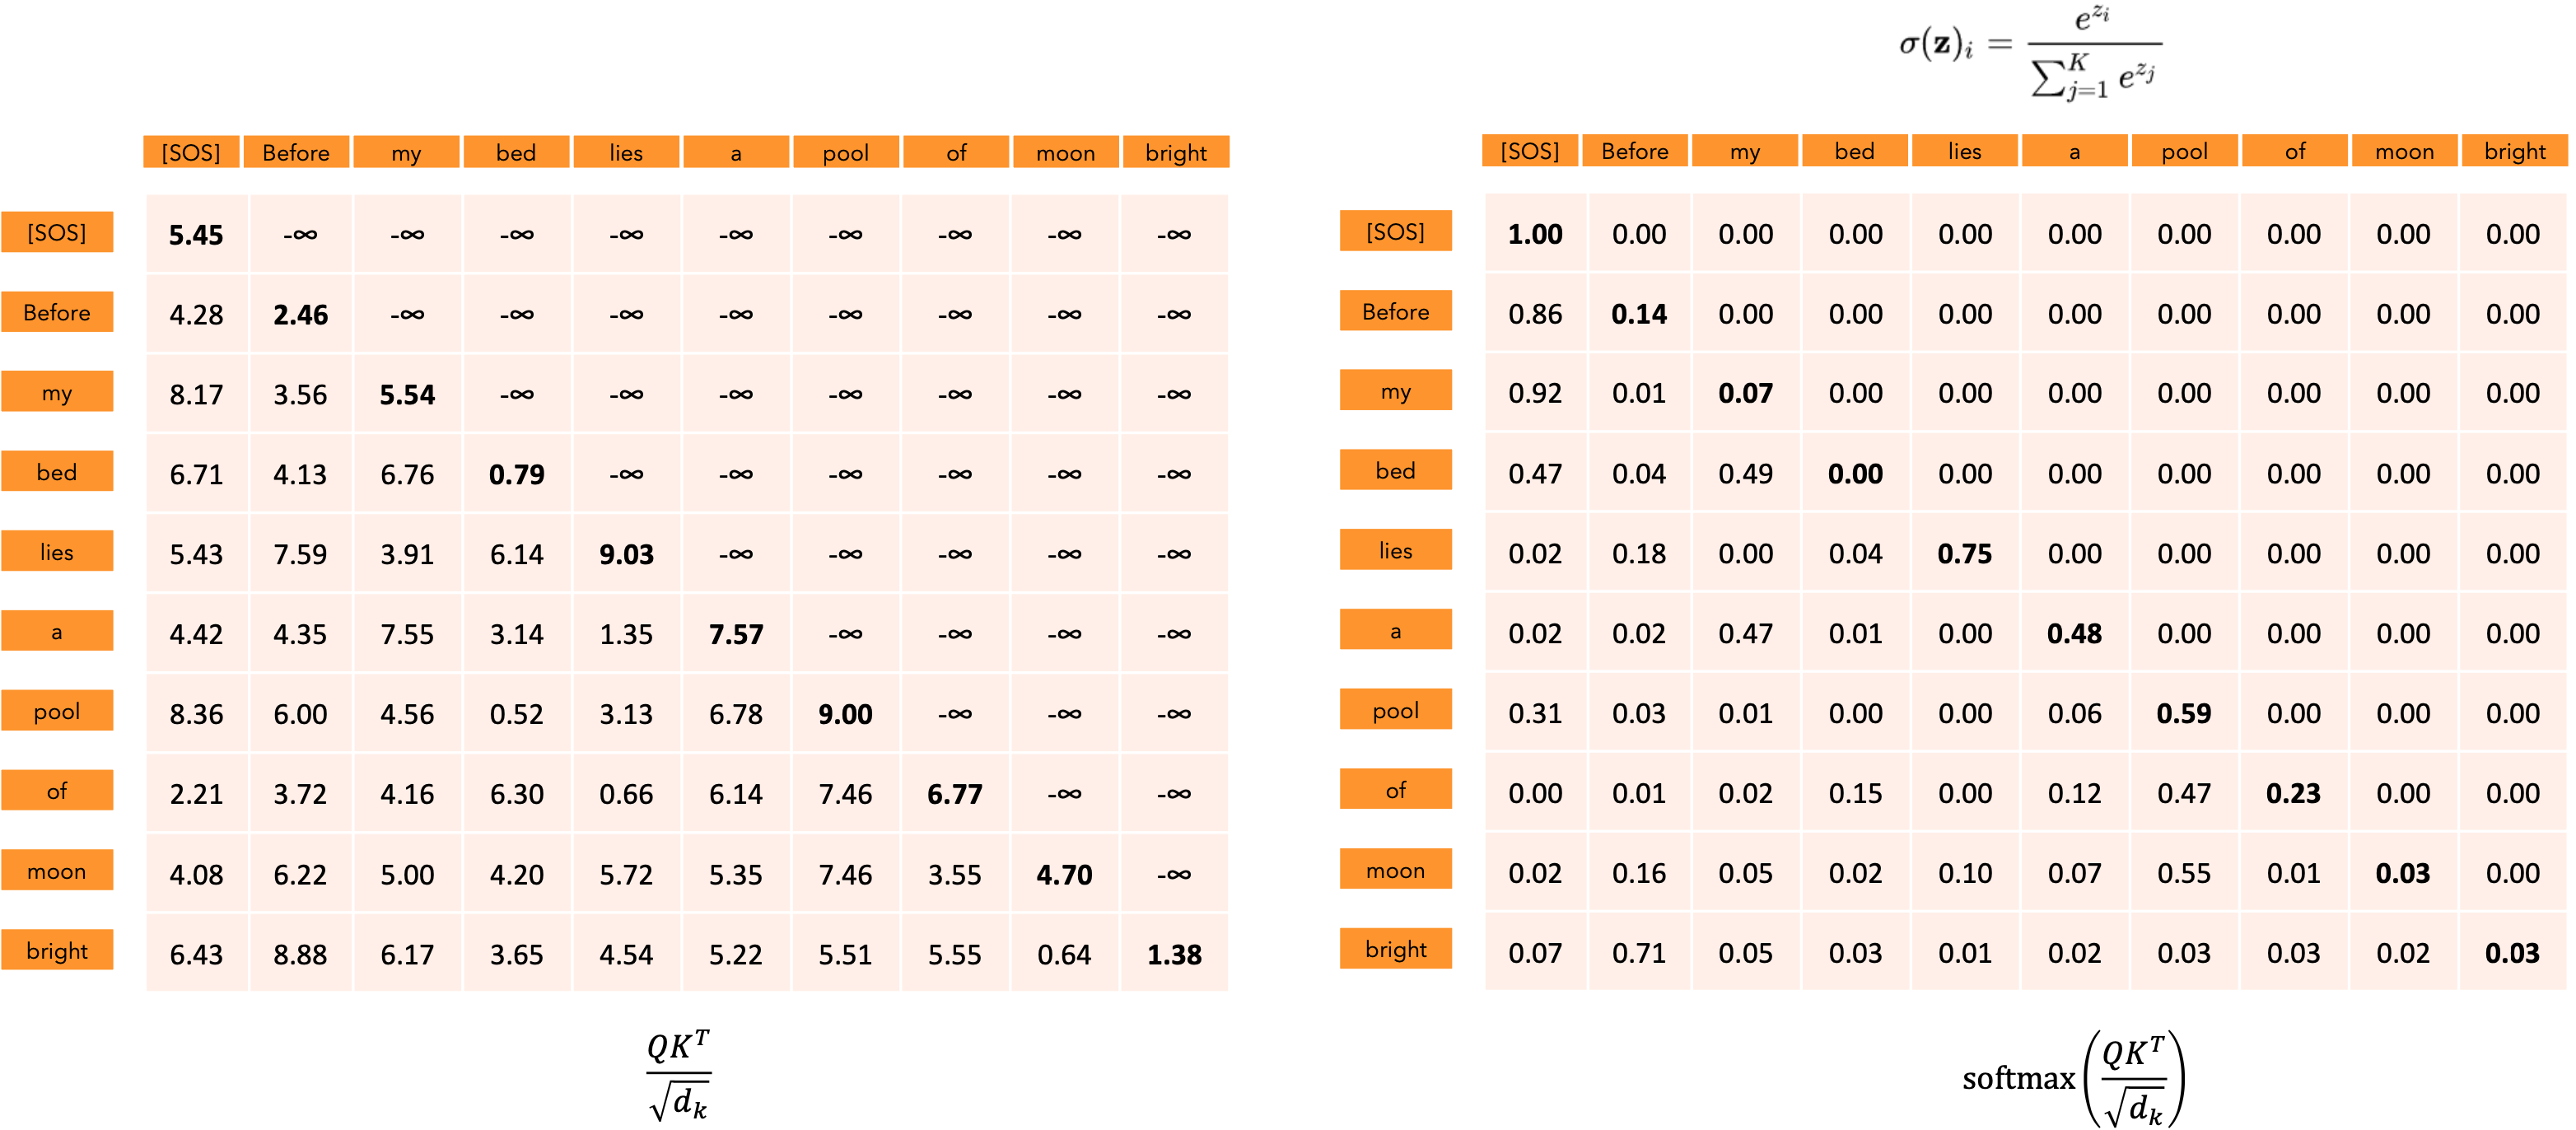 σ(z)ᵢ = e^{zᵢ} / ∑_{j=1}^{K} e^{zⱼ}
[SOS] Before my bed lies a pool of moon bright
[SOS] 5.45 -∞ -∞ -∞ -∞ -∞ -∞ -∞ -∞ -∞
Before 4.28 2.46 -∞ -∞ -∞ -∞ -∞ -∞ -∞ -∞
my 8.17 3.56 5.54 -∞ -∞ -∞ -∞ -∞ -∞ -∞
bed 6.71 4.13 6.76 0.79 -∞ -∞ -∞ -∞ -∞ -∞
lies 5.43 7.59 3.91 6.14 9.03 -∞ -∞ -∞ -∞ -∞
a 4.42 4.35 7.55 3.14 1.35 7.57 -∞ -∞ -∞ -∞
pool 8.36 6.00 4.56 0.52 3.13 6.78 9.00 -∞ -∞ -∞
of 2.21 3.72 4.16 6.30 0.66 6.14 7.46 6.77 -∞ -∞
moon 4.08 6.22 5.00 4.20 5.72 5.35 7.46 3.55 4.70 -∞
bright 6.43 8.88 6.17 3.65 4.54 5.22 5.51 5.55 0.64 1.38
QKᵀ / √dₖ
[SOS] Before my bed lies a pool of moon bright
[SOS] 1.00 0.00 0.00 0.00 0.00 0.00 0.00 0.00 0.00 0.00
Before 0.86 0.14 0.00 0.00 0.00 0.00 0.00 0.00 0.00 0.00
my 0.92 0.01 0.07 0.00 0.00 0.00 0.00 0.00 0.00 0.00
bed 0.47 0.04 0.49 0.00 0.00 0.00 0.00 0.00 0.00 0.00
lies 0.02 0.18 0.00 0.04 0.75 0.00 0.00 0.00 0.00 0.00
a 0.02 0.02 0.47 0.01 0.00 0.48 0.00 0.00 0.00 0.00
pool 0.31 0.03 0.01 0.00 0.00 0.06 0.59 0.00 0.00 0.00
of 0.00 0.01 0.02 0.15 0.00 0.12 0.47 0.23 0.00 0.00
moon 0.02 0.16 0.05 0.02 0.10 0.07 0.55 0.01 0.03 0.00
bright 0.07 0.71 0.05 0.03 0.01 0.02 0.03 0.03 0.02 0.03
softmax(QKᵀ / √dₖ)